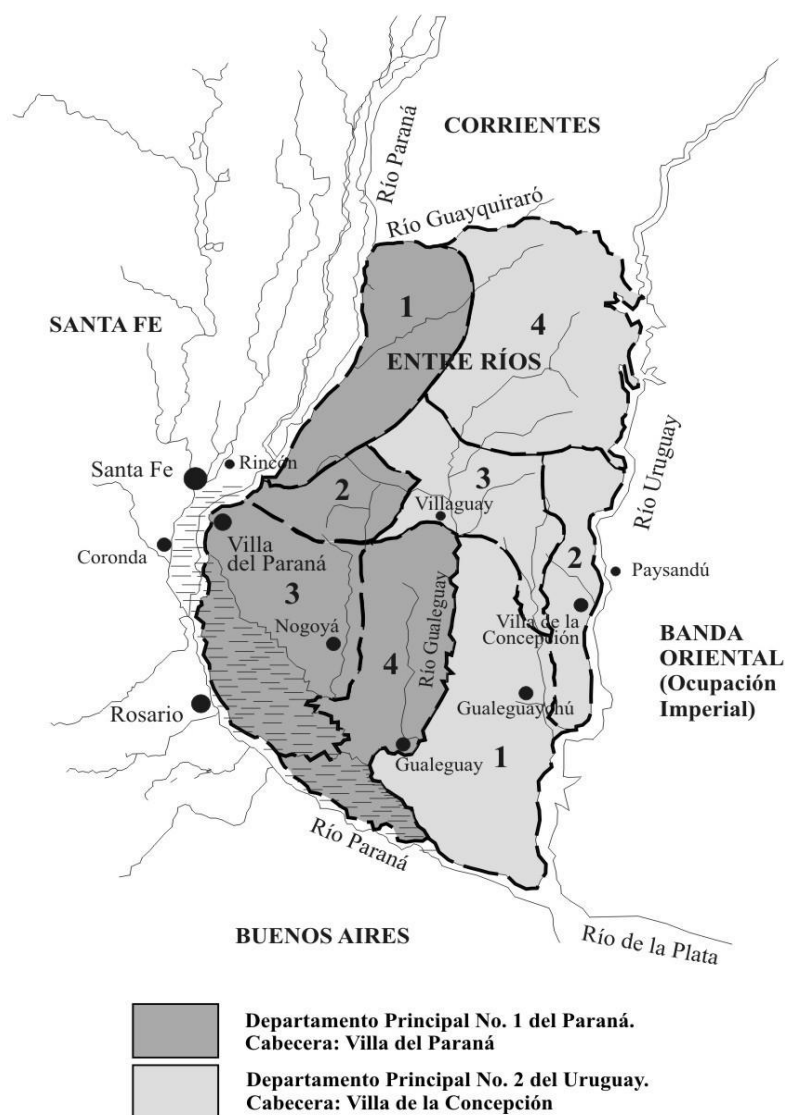 CORRIENTES
Río Paraná
Río Guayquiraró
1
4
SANTA FE
ENTRE RÍOS
Río Uruguay
Santa Fe
Rincón
2
3
Villaguay
Coronda
Villa
del Paraná
2
Paysandú
3
Nogoyá
Río Gualeguay
Villa de la
Concepción
BANDA
ORIENTAL
(Ocupación
Imperial)
4
Rosario
Gualeguaychú
Gualeguay
1
Río Paraná
BUENOS AIRES
Río de la Plata
Departamento Principal No. 1 del Paraná.
Cabecera: Villa del Paraná
Departamento Principal No. 2 del Uruguay.
Cabecera: Villa de la Concepción